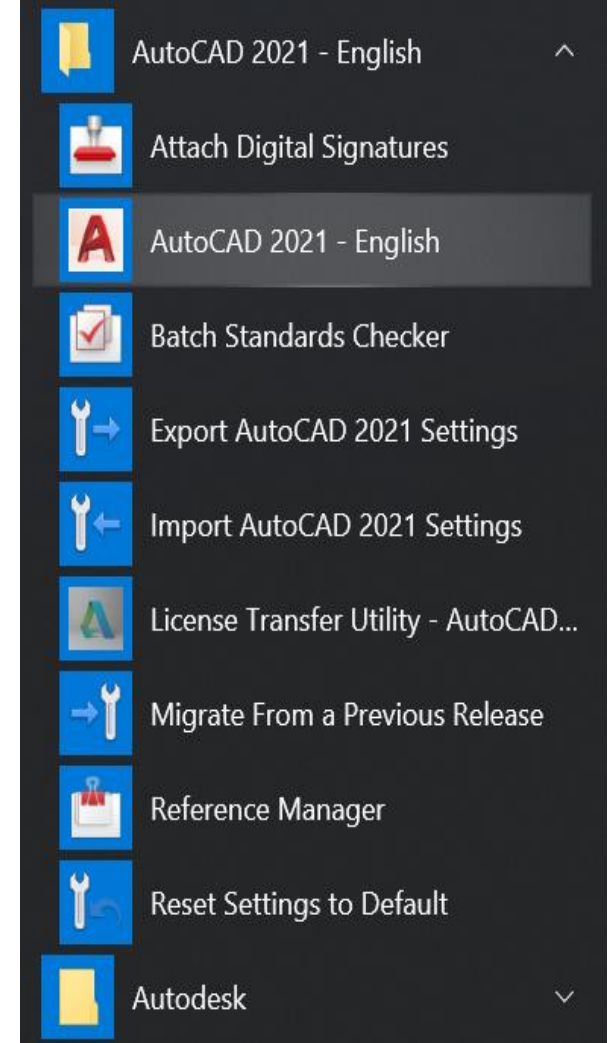 AutoCAD 2021 - English
Attach Digital Signatures
AutoCAD 2021 - English
Batch Standards Checker
Export AutoCAD 2021 Settings
Import AutoCAD 2021 Settings
License Transfer Utility - AutoCAD...
Migrate From a Previous Release
Reference Manager
Reset Settings to Default
Autodesk